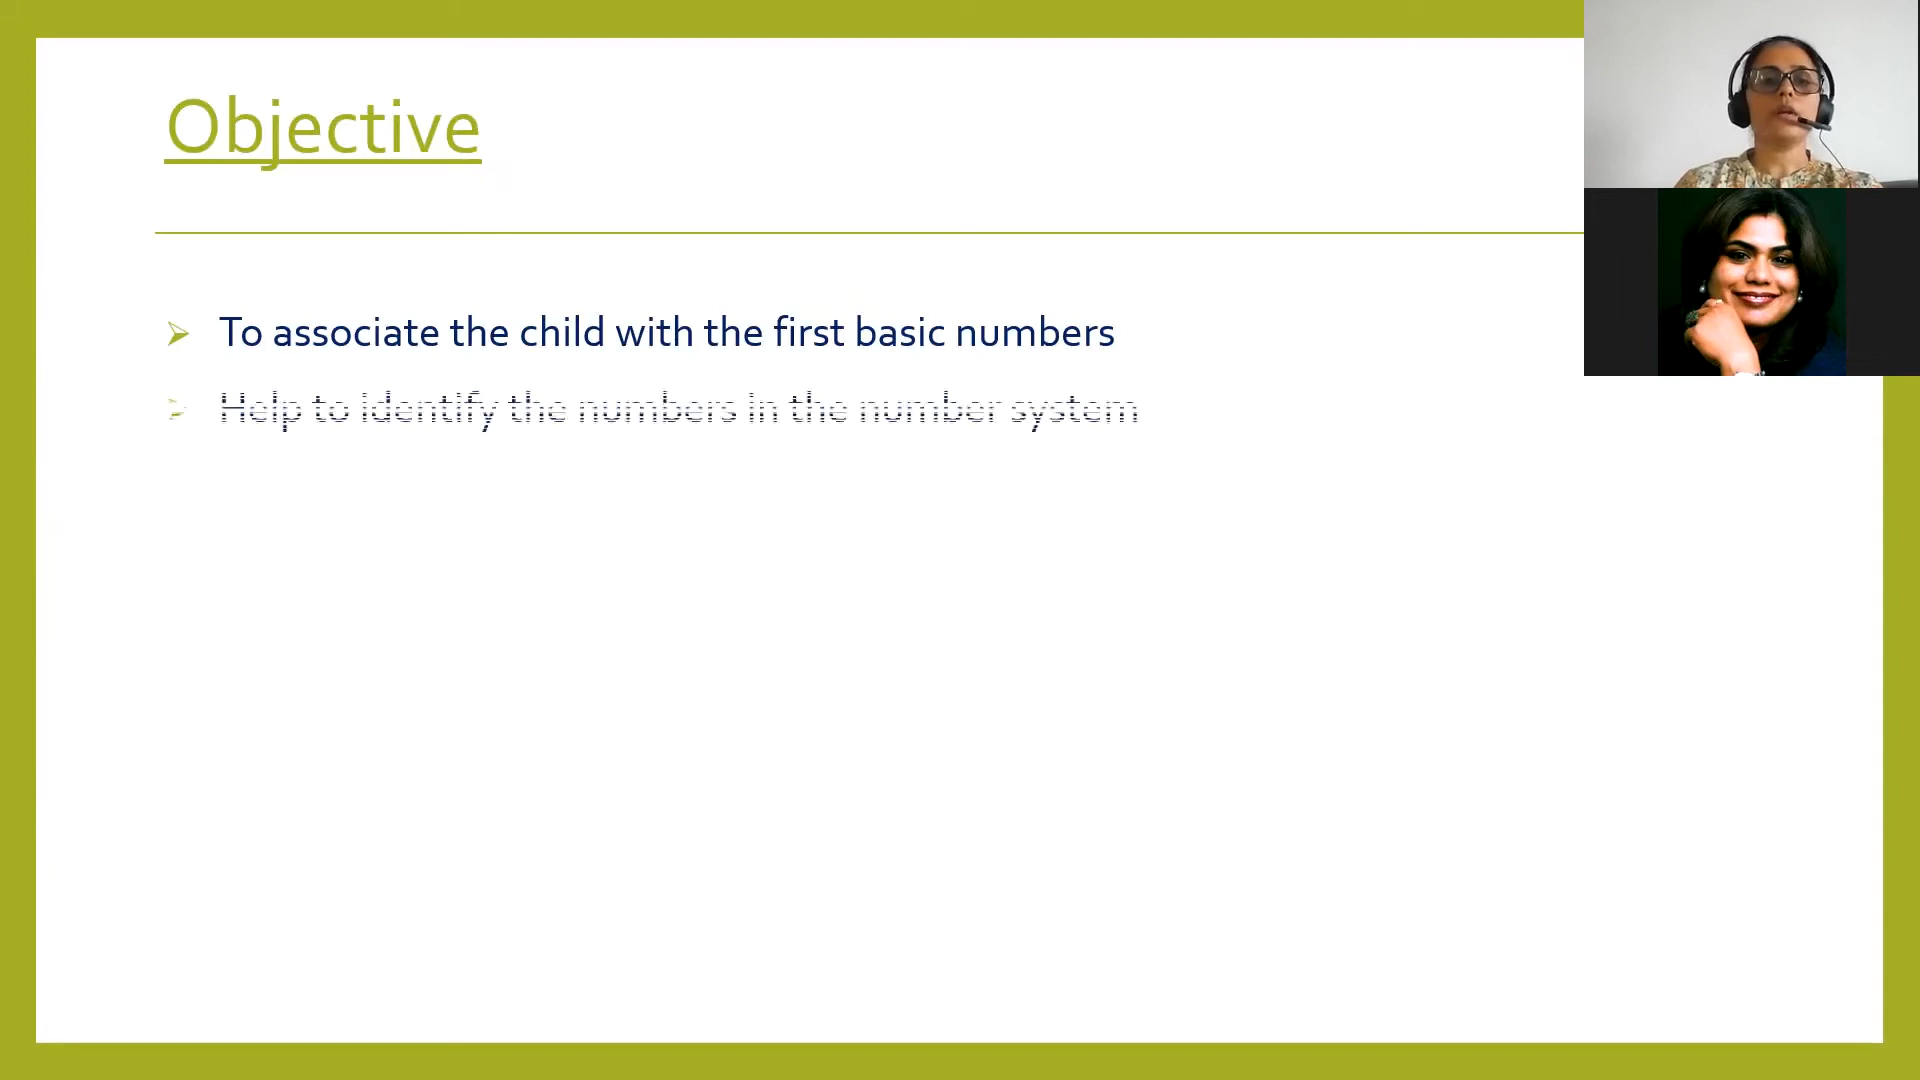 Objective
To associate the child with the first basic numbers
Help to identify the numbers in the number system